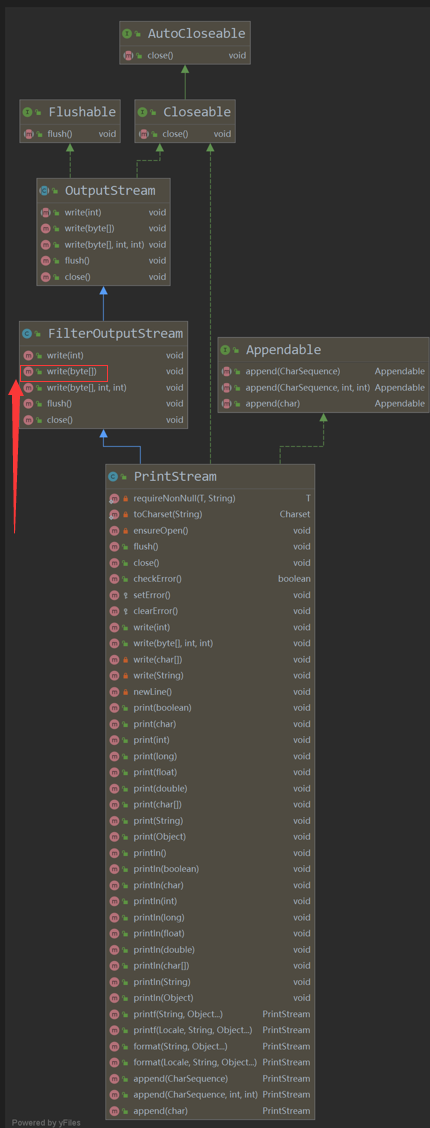 AutoCloseable
close() void
Flushable
flush() void
Closeable
close() void
OutputStream
write(int) void
write(byte[]) void
write(byte[], int, int) void
flush() void
close() void
FilterOutputStream
write(int) void
write(byte[]) void
write(byte[], int, int) void
flush() void
close() void
Appendable
append(CharSequence) Appendable
append(CharSequence, int, int) Appendable
append(char) Appendable
PrintStream
requireNonNull(T, String) T
toCharset(String) Charset
ensureOpen() void
flush() void
close() void
checkError() boolean
setError() void
clearError() void
write(int) void
write(byte[], int, int) void
write(char[]) void
write(String) void
newLine() void
print(boolean) void
print(char) void
print(int) void
print(long) void
print(float) void
print(double) void
print(char[]) void
print(String) void
print(Object) void
println() void
println(boolean) void
println(char) void
println(int) void
println(long) void
println(float) void
println(double) void
println(char[]) void
println(String) void
println(Object) void
printf(String, Object...) PrintStream
printf(Locale, String, Object...) PrintStream
format(String, Object...) PrintStream
format(Locale, String, Object...) PrintStream
append(CharSequence) PrintStream
append(CharSequence, int, int) PrintStream
append(char) PrintStream
Powered by yFiles